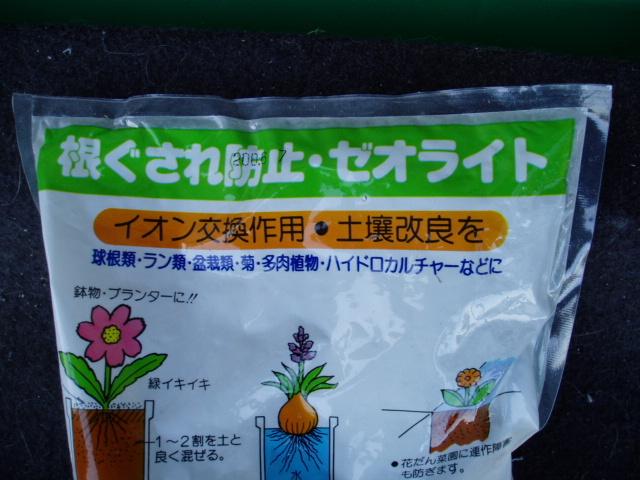 根ぐされ防止・ゼオライト
2006 7
イオン交換作用・土壌改良を
球根類・ラン類・盆栽類・菊・多肉植物・ハイドロカルチャーなどに
鉢物・プランターに!!
緑イキイキ
1〜2割を土と
良く混ぜる。
水
●花だん菜園に連作障害
も防ぎます。